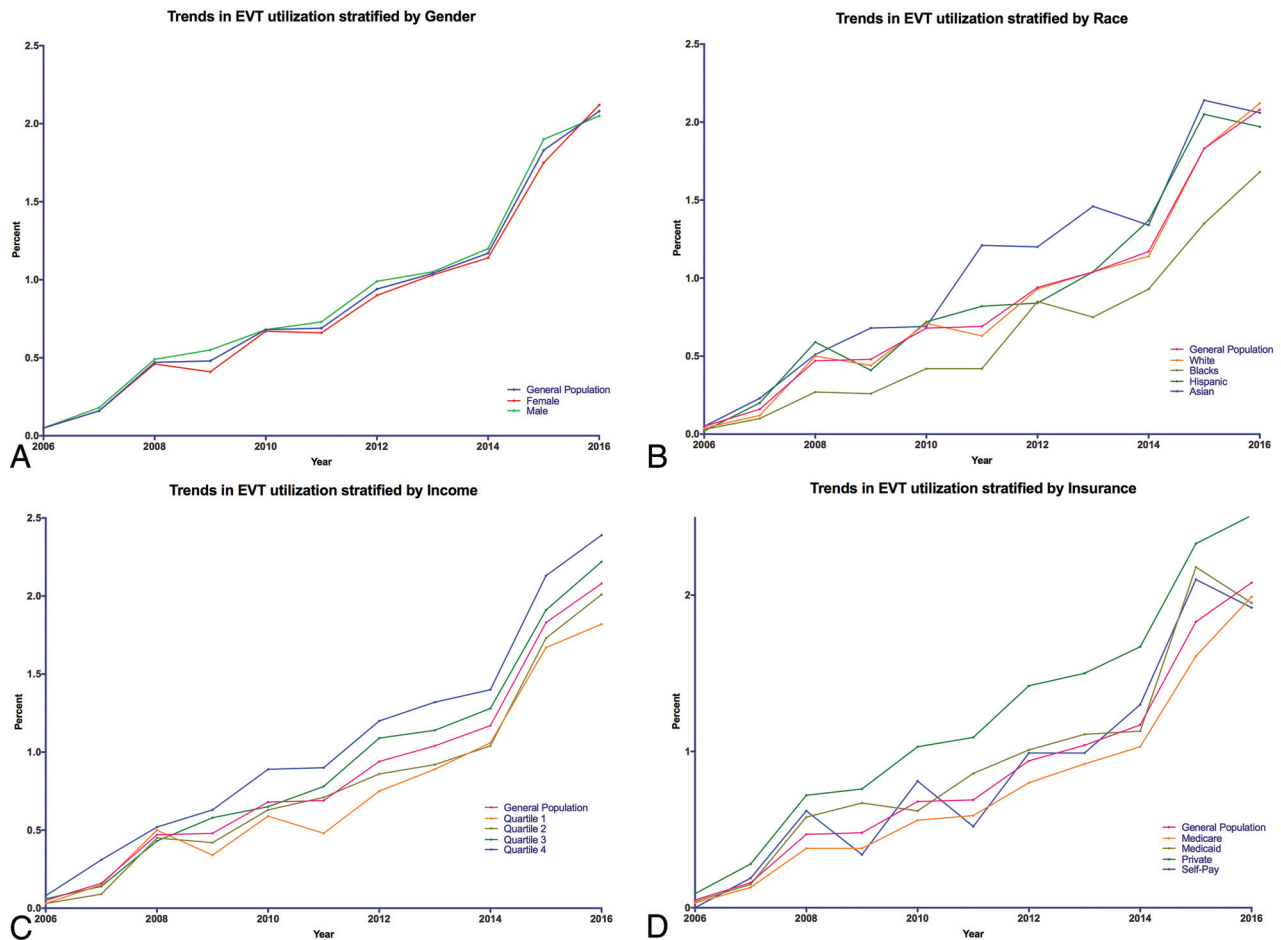 Trends in EVT utilization stratified by Gender
2.5
2.0
1.5
1.0
0.5
0.0
Percent
2006
2008
2010
2012
2014
2016
Year
General Population
Female
Male
A
Trends in EVT utilization stratified by Race
2.5
2.0
1.5
1.0
0.5
0.0
Percent
2006
2008
2010
2012
2014
2016
Year
General Population
White
Blacks
Hispanic
Asian
B
Trends in EVT utilization stratified by Income
2.5
2.0
1.5
1.0
0.5
0.0
Percent
2006
2008
2010
2012
2014
2016
Year
General Population
Quartile 1
Quartile 2
Quartile 3
Quartile 4
C
Trends in EVT utilization stratified by Insurance
2
1
0
Percent
2006
2008
2010
2012
2014
2016
Year
General Population
Medicare
Medicaid
Private
Self-Pay
D